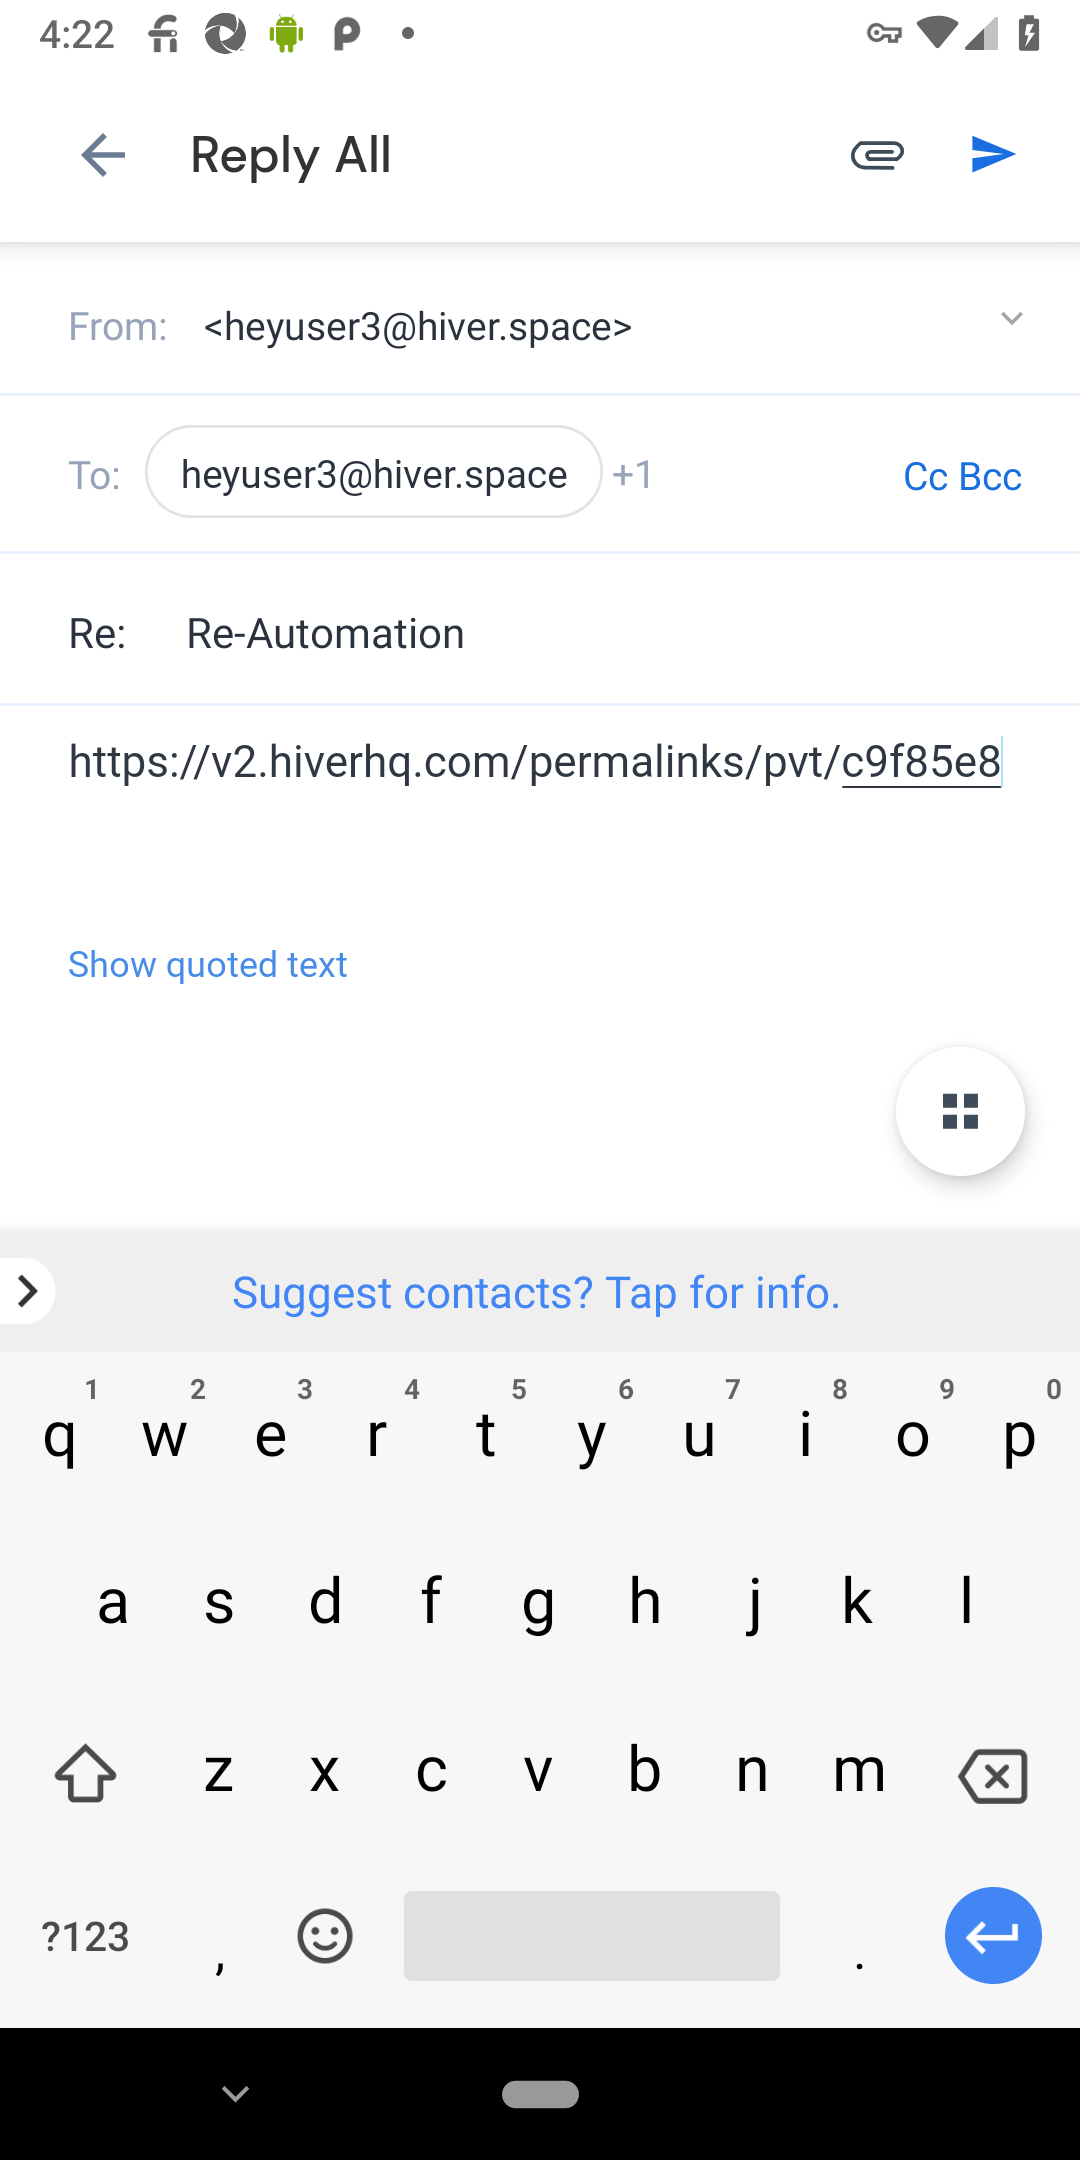 4:22
Reply All
From: <heyuser3@hiver.space>
To: heyuser3@hiver.space +1 Cc Bcc
Re: Re-Automation
https://v2.hiverhq.com/permalinks/pvt/c9f85e8
Show quoted text
Suggest contacts? Tap for info.
1 2 3 4 5 6 7 8 9 0
q w e r t y u i o p
a s d f g h j k l
z x c v b n m
?123 , .